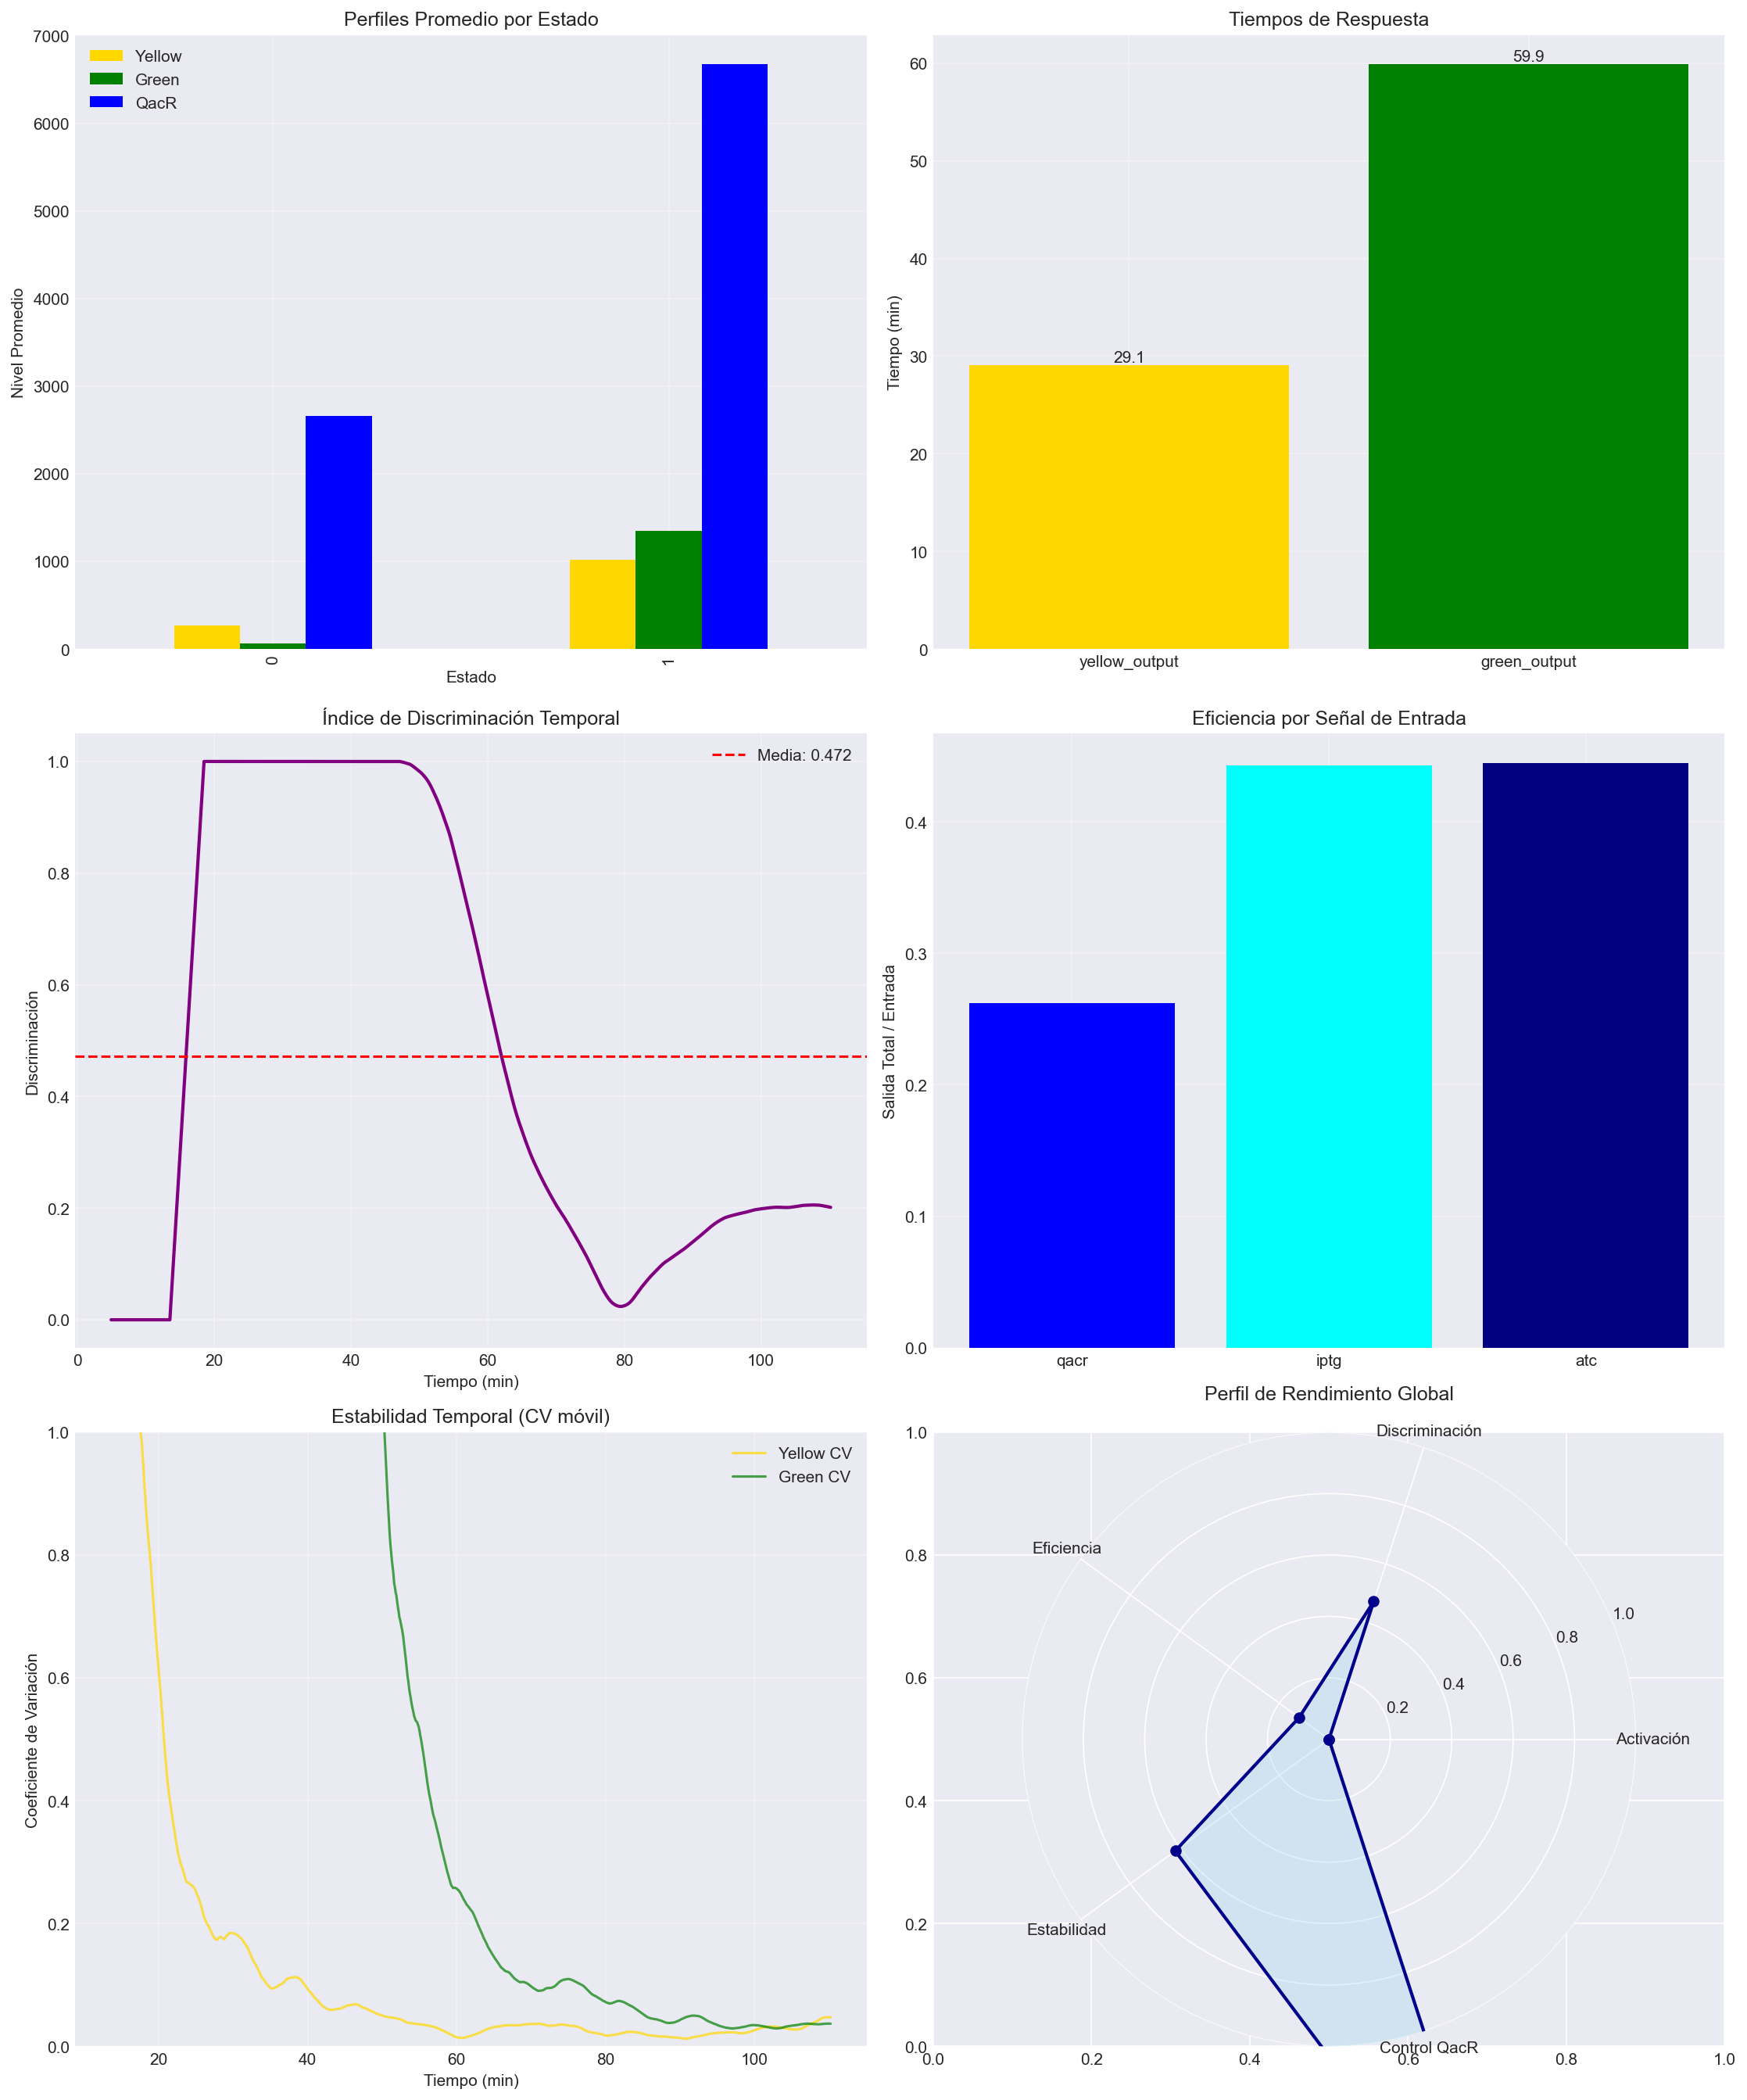 Perfiles Promedio por Estado
Yellow
Green
QacR
Nivel Promedio
7000
6000
5000
4000
3000
2000
1000
0
0
1
Estado
Tiempos de Respuesta
Tiempo (min)
60
50
40
30
20
10
0
29.1
59.9
yellow_output
green_output
Índice de Discriminación Temporal
Media: 0.472
Discriminación
1.0
0.8
0.6
0.4
0.2
0.0
0
20
40
60
80
100
Tiempo (min)
Eficiencia por Señal de Entrada
Salida Total / Entrada
0.4
0.3
0.2
0.1
0.0
qacr
iptg
atc
Estabilidad Temporal (CV móvil)
Yellow CV
Green CV
Coeficiente de Variación
1.0
0.8
0.6
0.4
0.2
0.0
20
40
60
80
100
Tiempo (min)
Perfil de Rendimiento Global
1.0
0.8
0.6
0.4
0.2
0.0
0.0
0.2
0.4
0.6
0.8
1.0
Discriminación
Eficiencia
1.0
0.8
0.6
0.4
0.2
Activación
Estabilidad
Control QacR